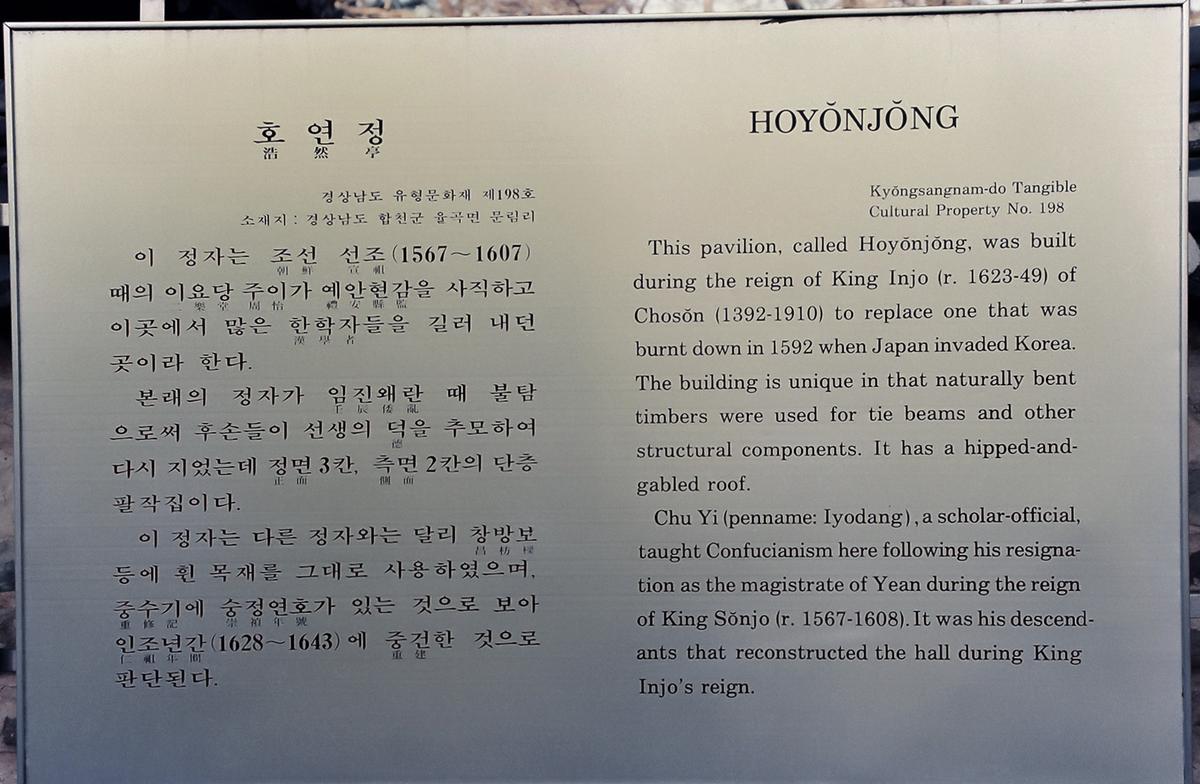 호 연 정
浩 然 亭
경상남도 유형문화재 제198호
소재지 : 경상남도 합천군 율곡면 문림리
이 정자는 조선 선조(1567～1607)
朝鮮 宣祖
때의 이요당 주이가 예안현감을 사직하고
二樂堂 周怡 禮安縣監
이곳에서 많은 한학자들을 길러 내던
漢學者
곳이라 한다.
본래의 정자가 임진왜란 때 불탐
壬辰倭亂
으로써 후손들이 선생의 덕을 추모하여
德
다시 지었는데 정면 3칸, 측면 2칸의 단층
正面 側面
팔작집이다.
이 정자는 다른 정자와는 달리 창방보
昌枋樑
등에 휜 목재를 그대로 사용하였으며,
중수기에 숭정연호가 있는 것으로 보아
重修記 崇禎年號
인조년간(1628～1643)에 중건한 것으로
仁祖年間 重建
판단된다.
HOYŎNJŎNG
Kyŏngsangnam-do Tangible
Cultural Property No. 198
This pavilion, called Hoyŏnjŏng, was built
during the reign of King Injo (r. 1623-49) of
Chosŏn (1392-1910) to replace one that was
burnt down in 1592 when Japan invaded Korea.
The building is unique in that naturally bent
timbers were used for tie beams and other
structural components. It has a hipped-and-
gabled roof.
Chu Yi (penname: Iyodang), a scholar-official,
taught Confucianism here following his resigna-
tion as the magistrate of Yean during the reign
of King Sŏnjo (r. 1567-1608). It was his descend-
ants that reconstructed the hall during King
Injo's reign.